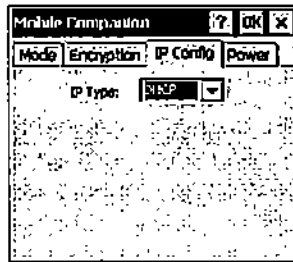 Mobile Companion ? OK X
Mode Encryption IP Config Power
IP Type: DHCP